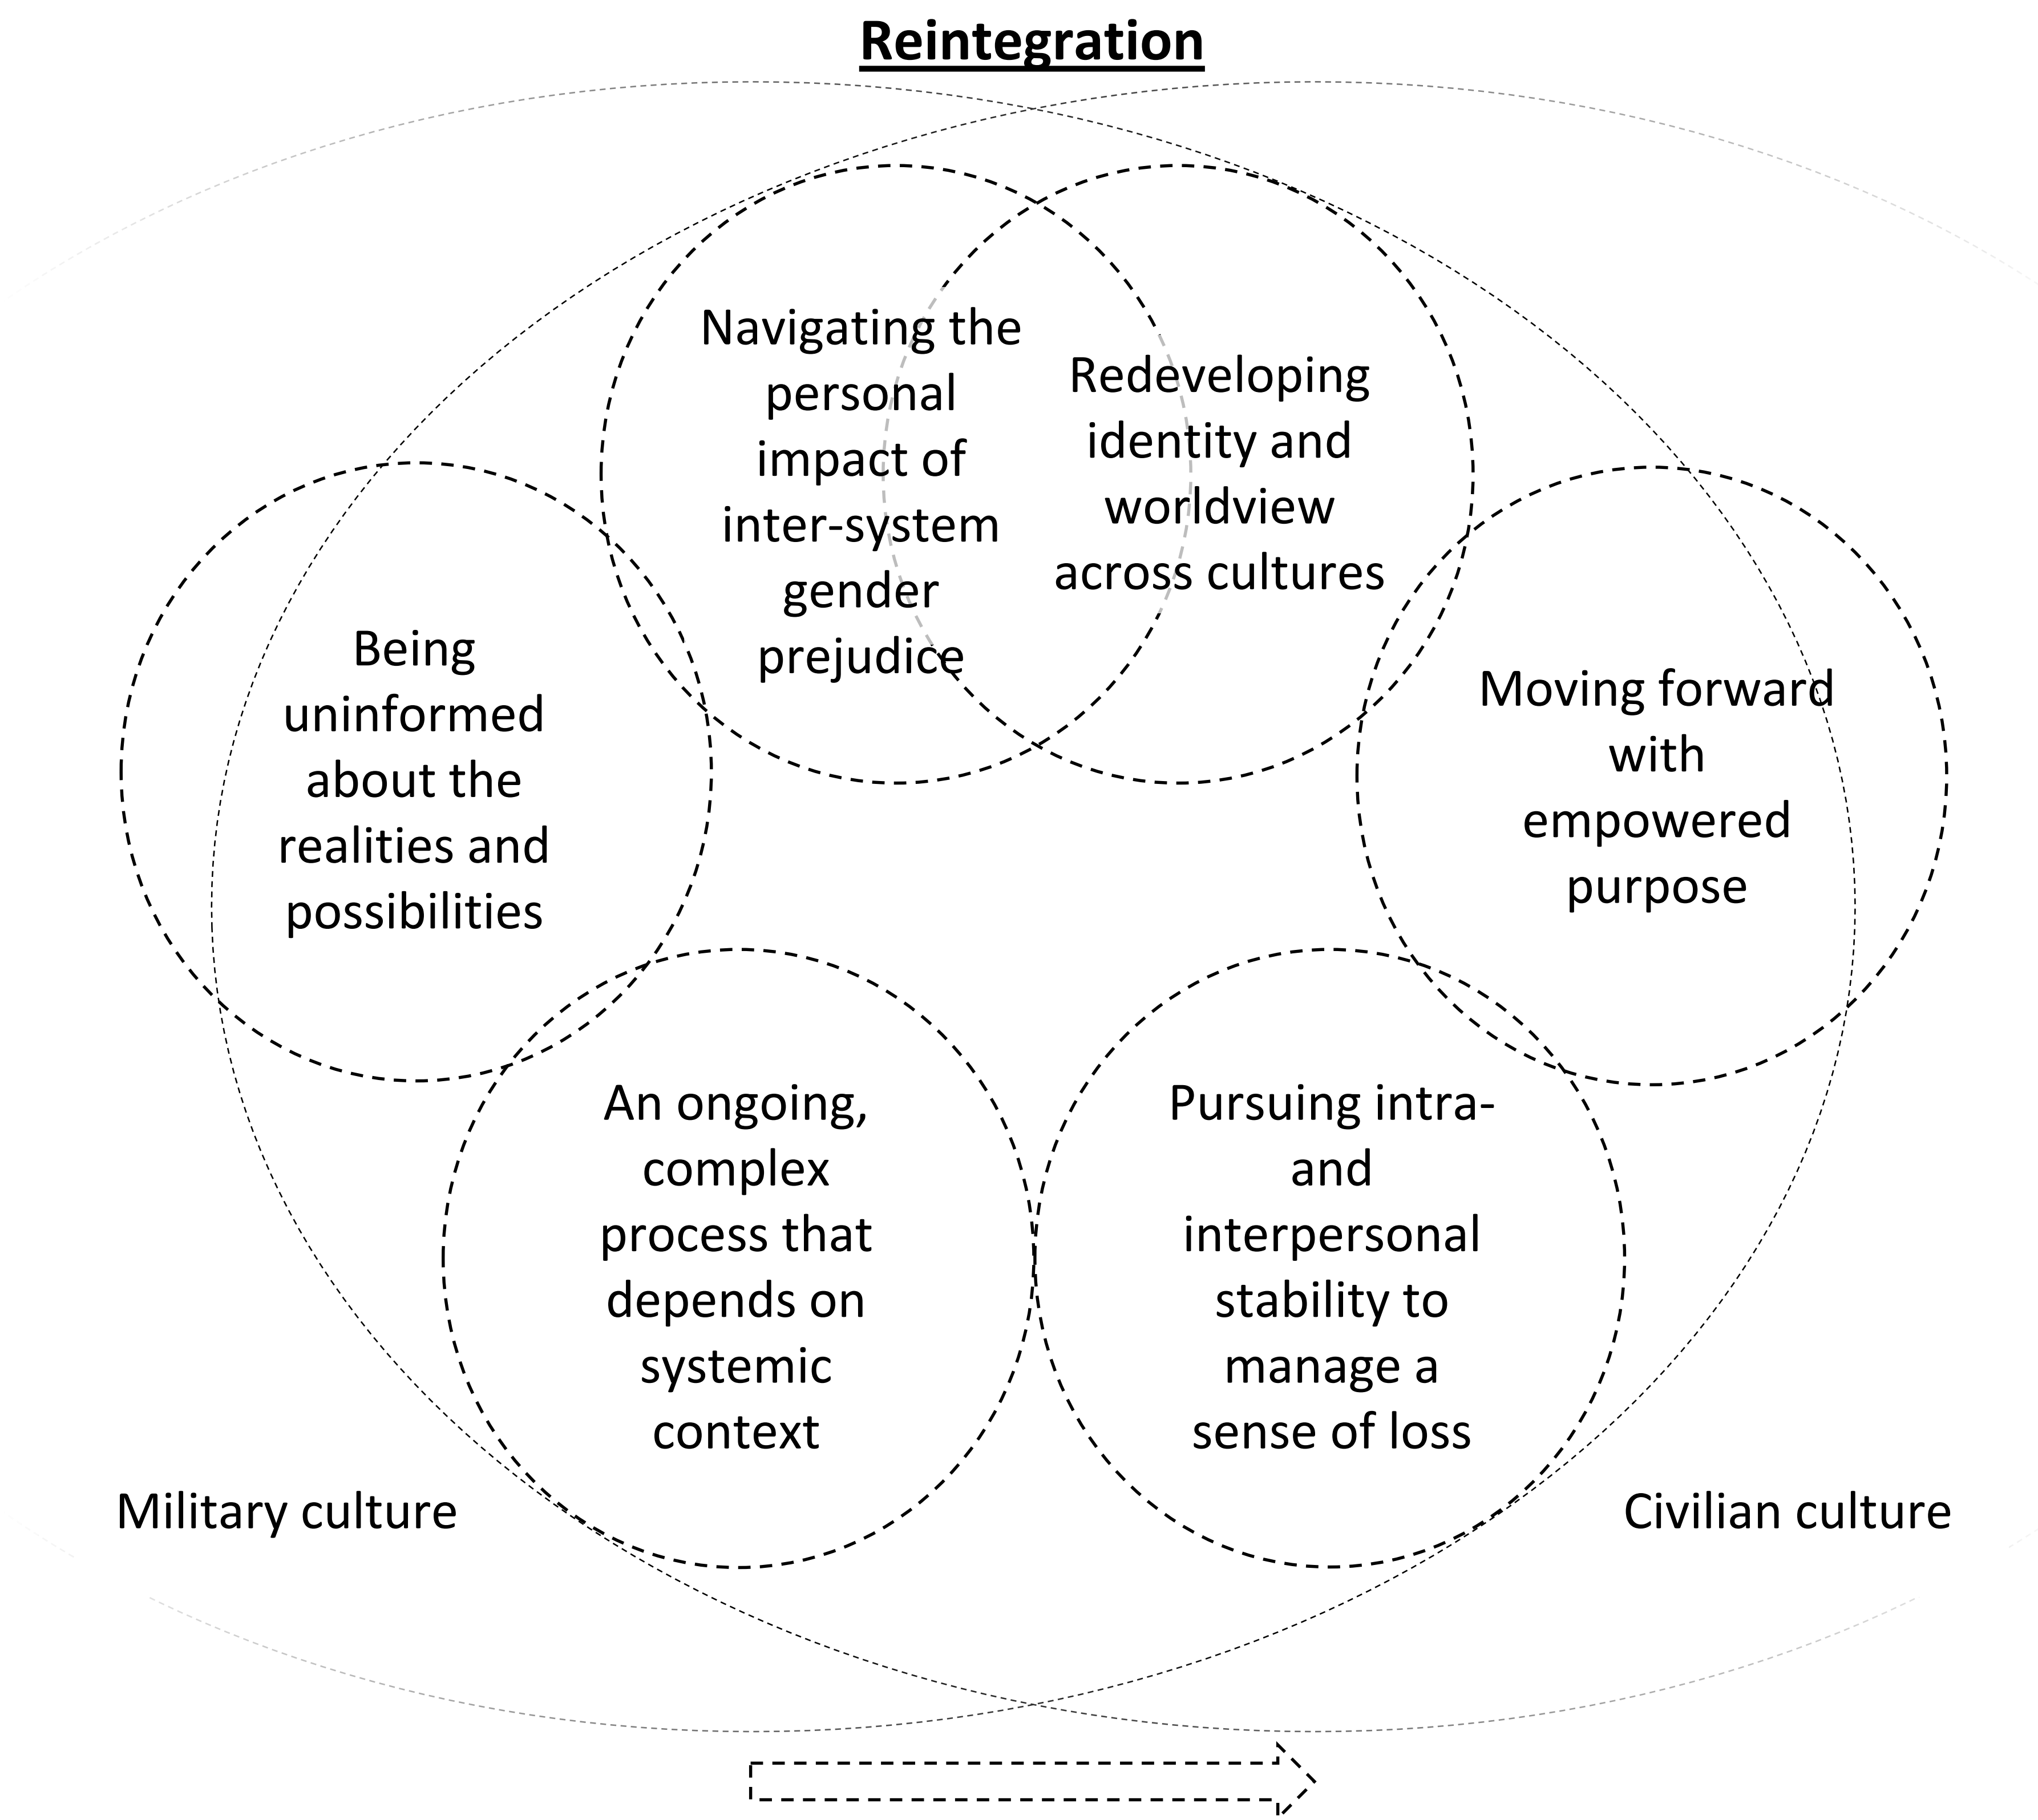 Reintegration
Navigating the
personal
impact of
inter-system
gender
prejudice
Redeveloping
identity and
worldview
across cultures
Being
uninformed
about the
realities and
possibilities
Moving forward
with
empowered
purpose
An ongoing,
complex
process that
depends on
systemic
context
Pursuing intra-
and
interpersonal
stability to
manage a
sense of loss
Military culture
Civilian culture